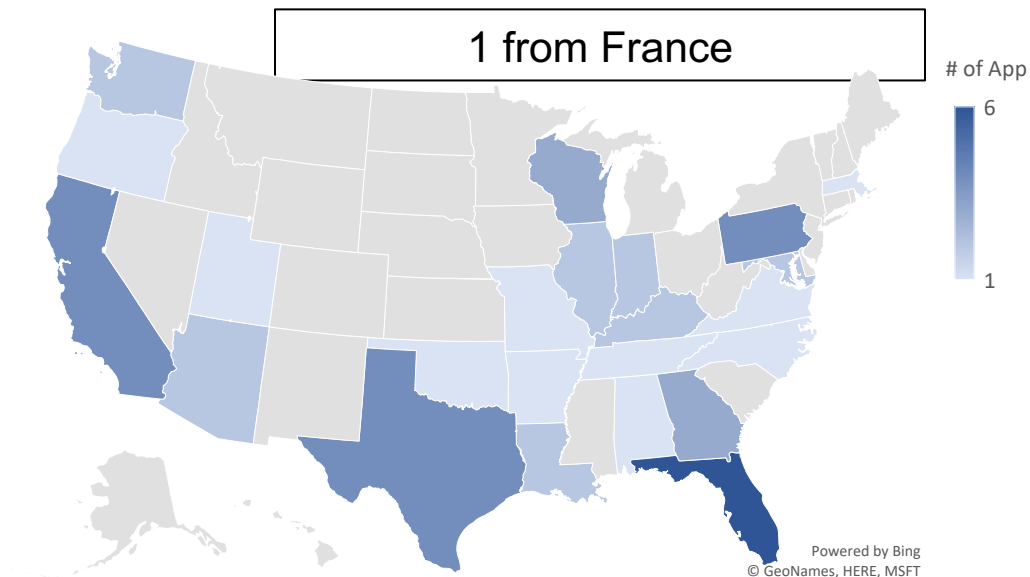 1 from France
# of App
6
1
Powered by Bing
© GeoNames, HERE, MSFT